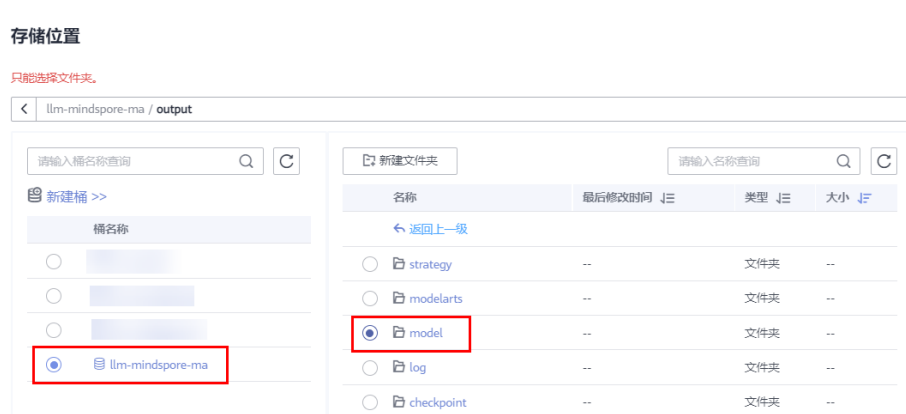 存储位置
只能选择文件夹。
llm-mindspore-ma / output
请输入桶名称查询
新建桶 >>
桶名称
llm-mindspore-ma
新建文件夹 请输入名称查询
名称 最后修改时间 类型 大小
返回上一级
strategy -- 文件夹 --
modelarts -- 文件夹 --
model -- 文件夹 --
log -- 文件夹 --
checkpoint -- 文件夹 --